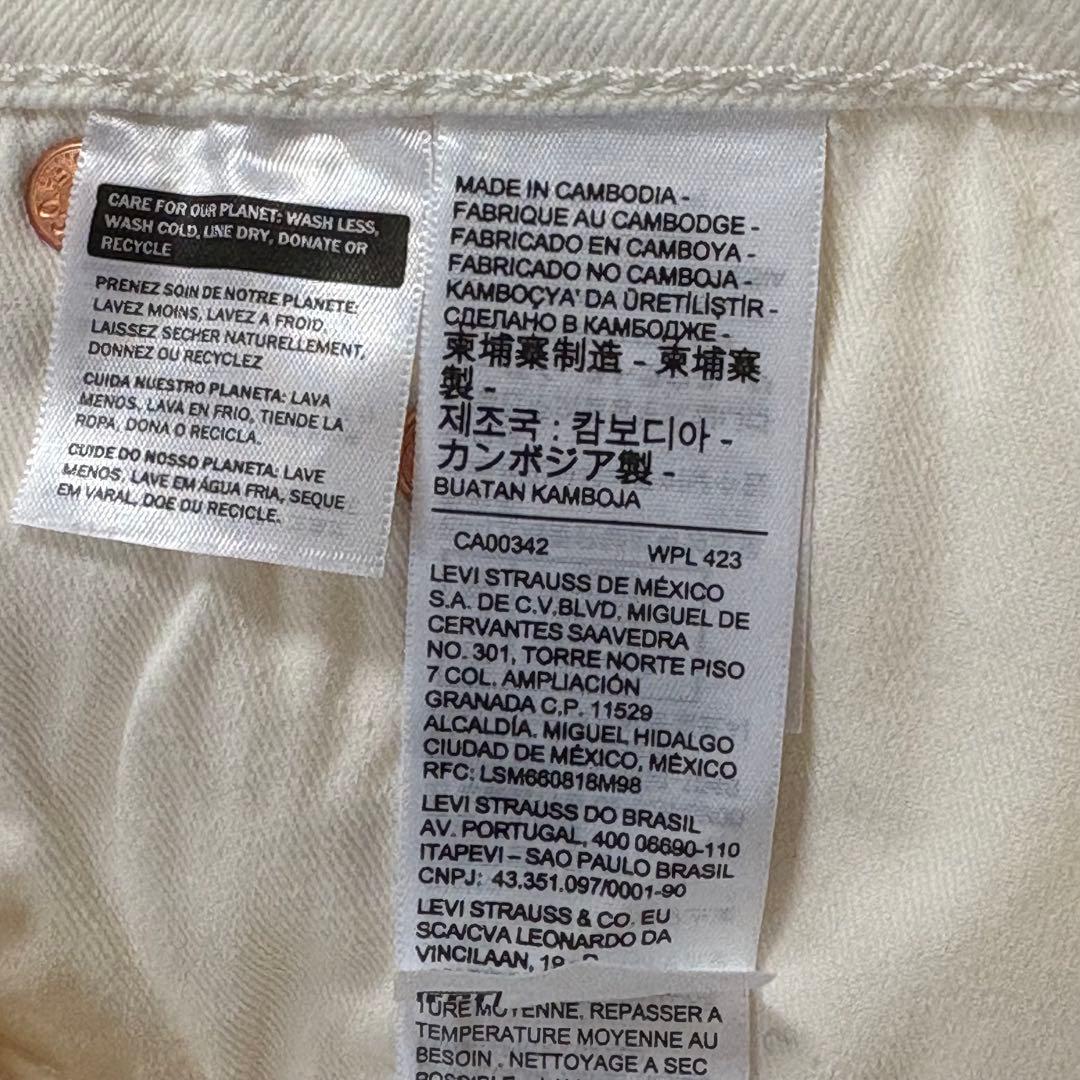 CARE FOR OUR PLANET: WASH LESS,
WASH COLD, LINE DRY, DONATE OR
RECYCLE
PRENEZ SOIN DE NOTRE PLANETE:
LAVEZ MOINS, LAVEZ A FROID,
LAISSEZ SECHER NATURELLEMENT,
DONNEZ OU RECYCLEZ
CUIDA NUESTRO PLANETA: LAVA
MENOS, LAVA EN FRIO, TIENDE LA
ROPA, DONA O RECICLA.
CUIDE DO NOSSO PLANETA: LAVE
MENOS, LAVE EM ÁGUA FRIA, SEQUE
EM VARAL, DOE OU RECICLE.
MADE IN CAMBODIA -
FABRIQUE AU CAMBODGE -
FABRICADO EN CAMBOYA -
FABRICADO NO CAMBOJA -
KAMBOÇYA' DA ÜRETİLİŞTİR -
СДЕЛАНО В КАМБОДЖЕ -
柬埔寨制造 - 柬埔寨
製 -
제조국 : 캄보디아 -
カンボジア製 -
BUATAN KAMBOJA
CA00342 WPL 423
LEVI STRAUSS DE MÉXICO
S.A. DE C.V.BLVD. MIGUEL DE
CERVANTES SAAVEDRA
NO. 301, TORRE NORTE PISO
7 COL. AMPLIACIÓN
GRANADA C.P. 11529
ALCALDÍA. MIGUEL HIDALGO
CIUDAD DE MÉXICO, MÉXICO
RFC: LSM660818M98
LEVI STRAUSS DO BRASIL
AV. PORTUGAL, 400 06690-110
ITAPEVI – SAO PAULO BRASIL
CNPJ: 43.351.097/0001-90
LEVI STRAUSS & CO. EU
SCA/CVA LEONARDO DA
VINCILAAN, 19
MOYENNE, REPASSER A
TEMPERATURE MOYENNE AU
BESOIN . NETTOYAGE A SEC